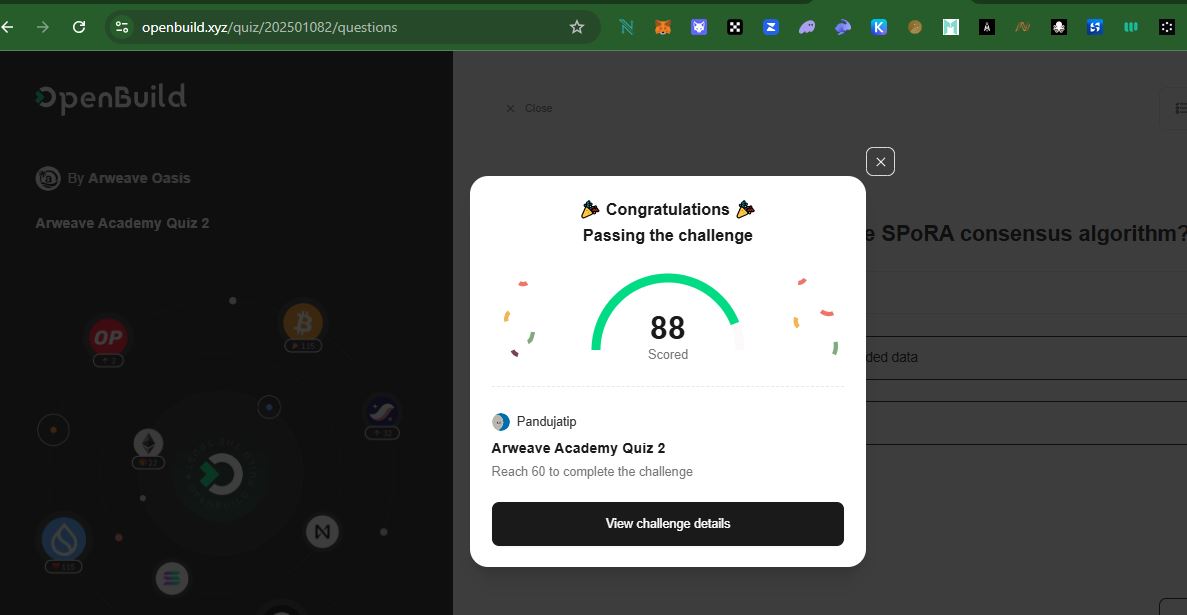 openbuild.xyz/quiz/202501082/questions
OpenBuild
Close
By Arweave Oasis
Arweave Academy Quiz 2
🎉 Congratulations 🎉
Passing the challenge
e SPoRA consensus algorithm?
88
Scored
ded data
Pandujatip
Arweave Academy Quiz 2
Reach 60 to complete the challenge
View challenge details
OP